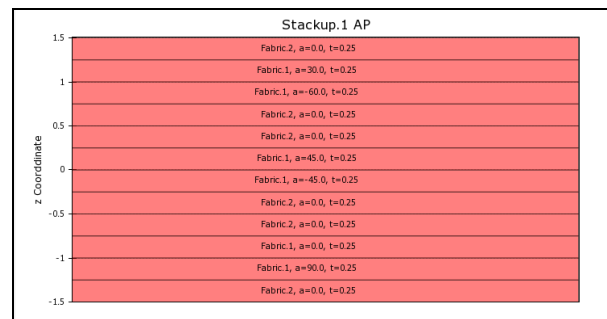 Stackup.1 AP
1.5
Fabric.2, a=0.0, t=0.25
Fabric.1, a=30.0, t=0.25
1
Fabric.1, a=-60.0, t=0.25
Fabric.2, a=0.0, t=0.25
0.5
Fabric.2, a=0.0, t=0.25
Fabric.1, a=45.0, t=0.25
0
Fabric.1, a=-45.0, t=0.25
Fabric.2, a=0.0, t=0.25
-0.5
Fabric.2, a=0.0, t=0.25
Fabric.1, a=0.0, t=0.25
-1
Fabric.1, a=90.0, t=0.25
Fabric.2, a=0.0, t=0.25
-1.5
z Coorddinate